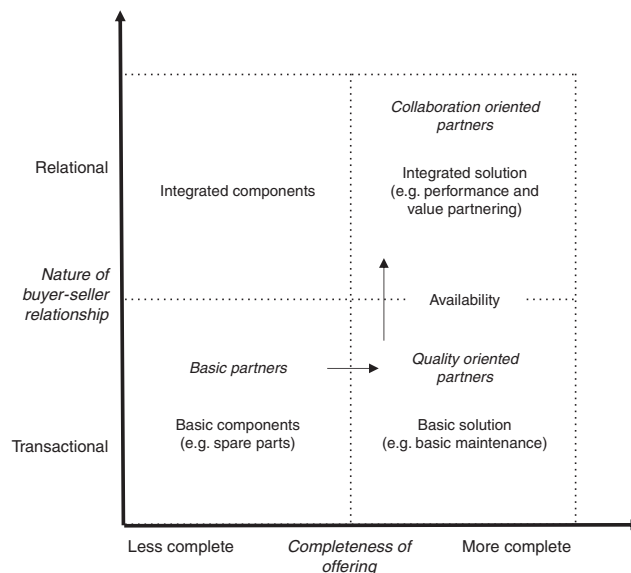 Collaboration oriented
partners
Relational
Integrated components
Integrated solution
(e.g. performance and
value partnering)
Nature of
buyer-seller
relationship
Availability
Basic partners
Quality oriented
partners
Basic components
(e.g. spare parts)
Basic solution
(e.g. basic maintenance)
Transactional
Less complete
Completeness of
offering
More complete